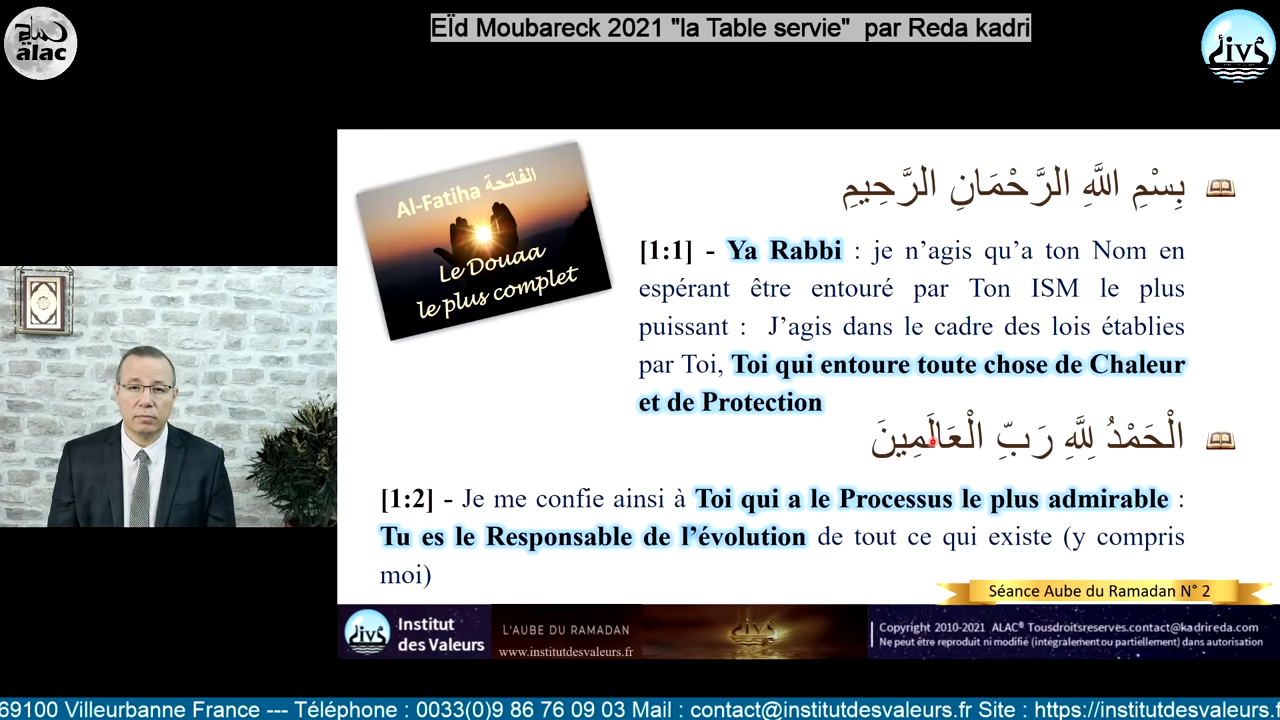 alac
EÏd Moubareck 2021 "la Table servie" par Reda kadri
ivs
Al-Fatiha الفاتحة
Le Douaa
le plus complet
بِسْمِ اللَّهِ الرَّحْمَانِ الرَّحِيمِ
[1:1] - Ya Rabbi : je n’agis qu’a ton Nom en
espérant être entouré par Ton ISM le plus
puissant : J’agis dans le cadre des lois établies
par Toi, Toi qui entoure toute chose de Chaleur
et de Protection
الْحَمْدُ لِلَّهِ رَبِّ الْعَالَمِينَ
[1:2] - Je me confie ainsi à Toi qui a le Processus le plus admirable :
Tu es le Responsable de l’évolution de tout ce qui existe (y compris
moi)
Séance Aube du Ramadan N° 2
ivs
Institut
des Valeurs
L'AUBE DU RAMADAN
www.institutdesvaleurs.fr
ivs
Copyright 2010-2021 ALAC® Tousdroitsreserves.contact@kadrireda.com
Ne peut être reproduit ni modifié (intégralement ou partiellement) dans autorisation
69100 Villeurbanne France --- Téléphone : 0033(0)9 86 76 09 03 Mail : contact@institutdesvaleurs.fr Site : https://institutdesvaleurs.f